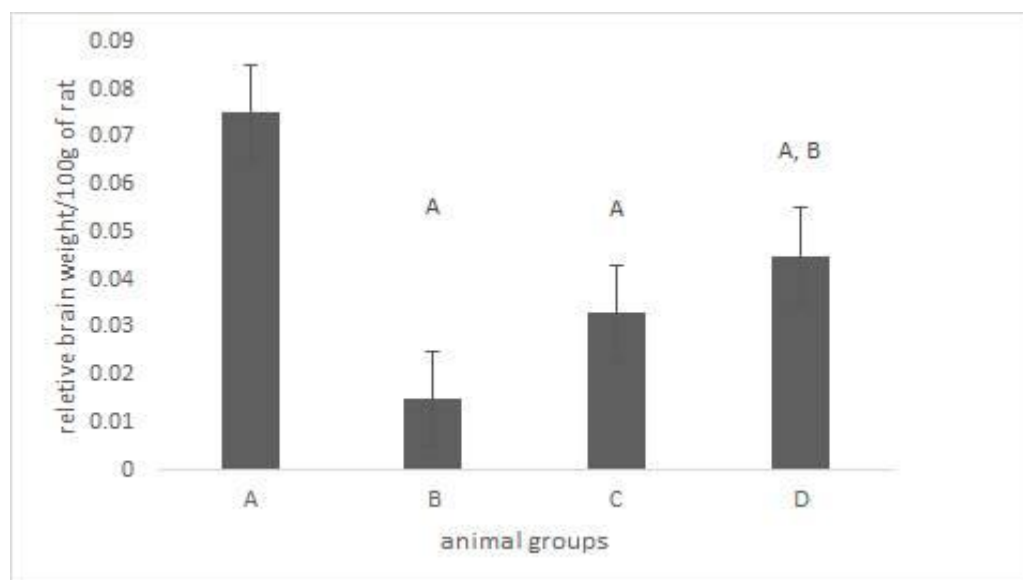 reletive brain weight/100g of rat
0.09
0.08
0.07
0.06
0.05
0.04
0.03
0.02
0.01
0
A
A
A, B
A B C D
animal groups